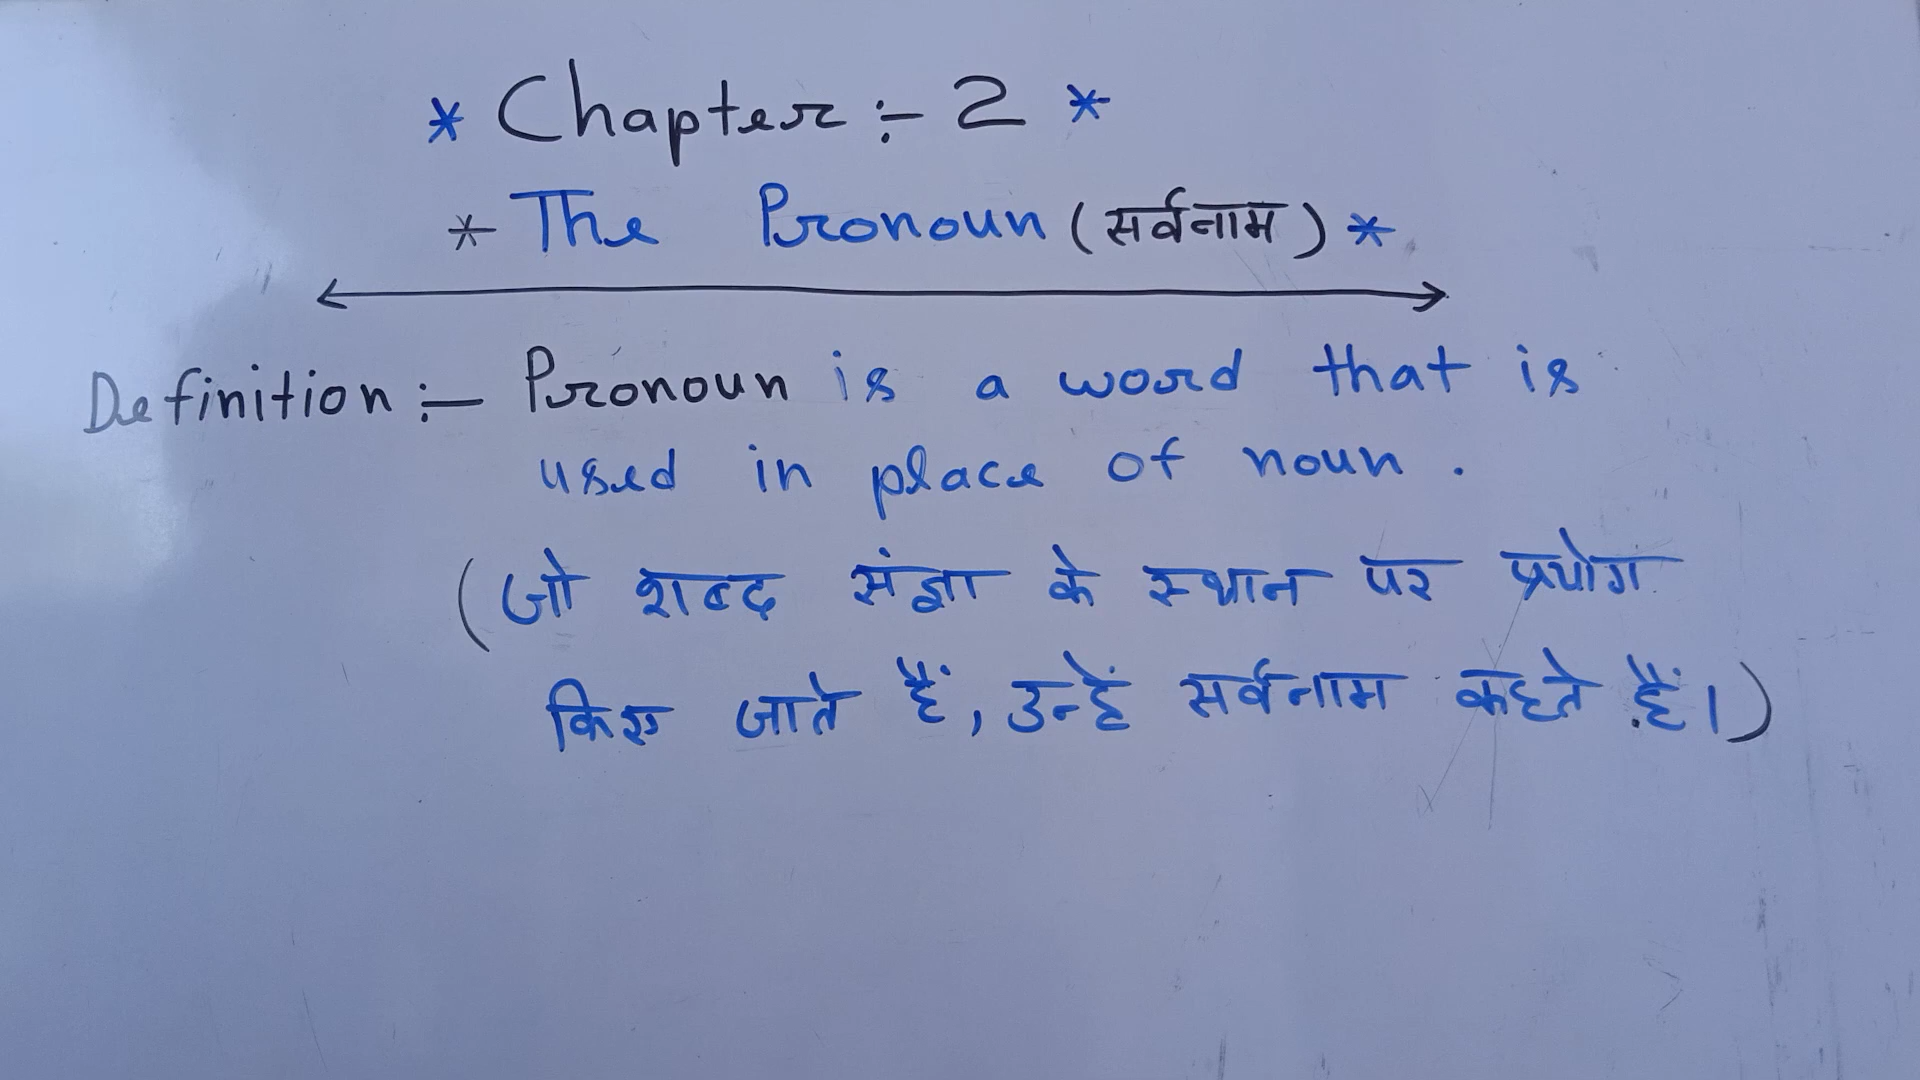 * Chapter :- 2 *
* The Pronoun (सर्वनाम) *
Definition :- Pronoun is a word that is
used in place of noun .
(जो शब्द संज्ञा के स्थान पर प्रयोग
किए जाते हैं, उन्हें सर्वनाम कहते हैं।)